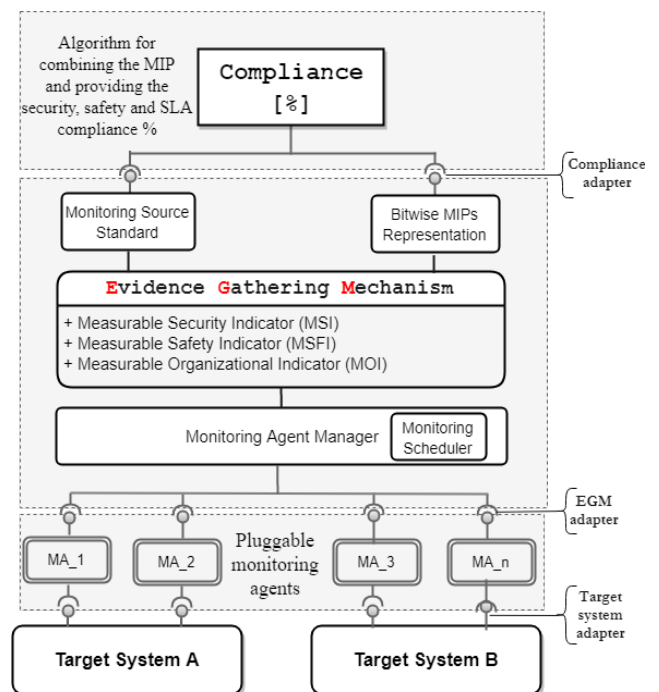 Algorithm for
combining the MIP
and providing the
security, safety and SLA
compliance %
Compliance
[%]
Compliance
adapter
Monitoring Source
Standard
Bitwise MIPs
Representation
Evidence Gathering Mechanism
+ Measurable Security Indicator (MSI)
+ Measurable Safety Indicator (MSFI)
+ Measurable Organizational Indicator (MOI)
Monitoring Agent Manager
Monitoring
Scheduler
EGM
adapter
MA_1
MA_2
Pluggable
monitoring
agents
MA_3
MA_n
Target
system
adapter
Target System A
Target System B